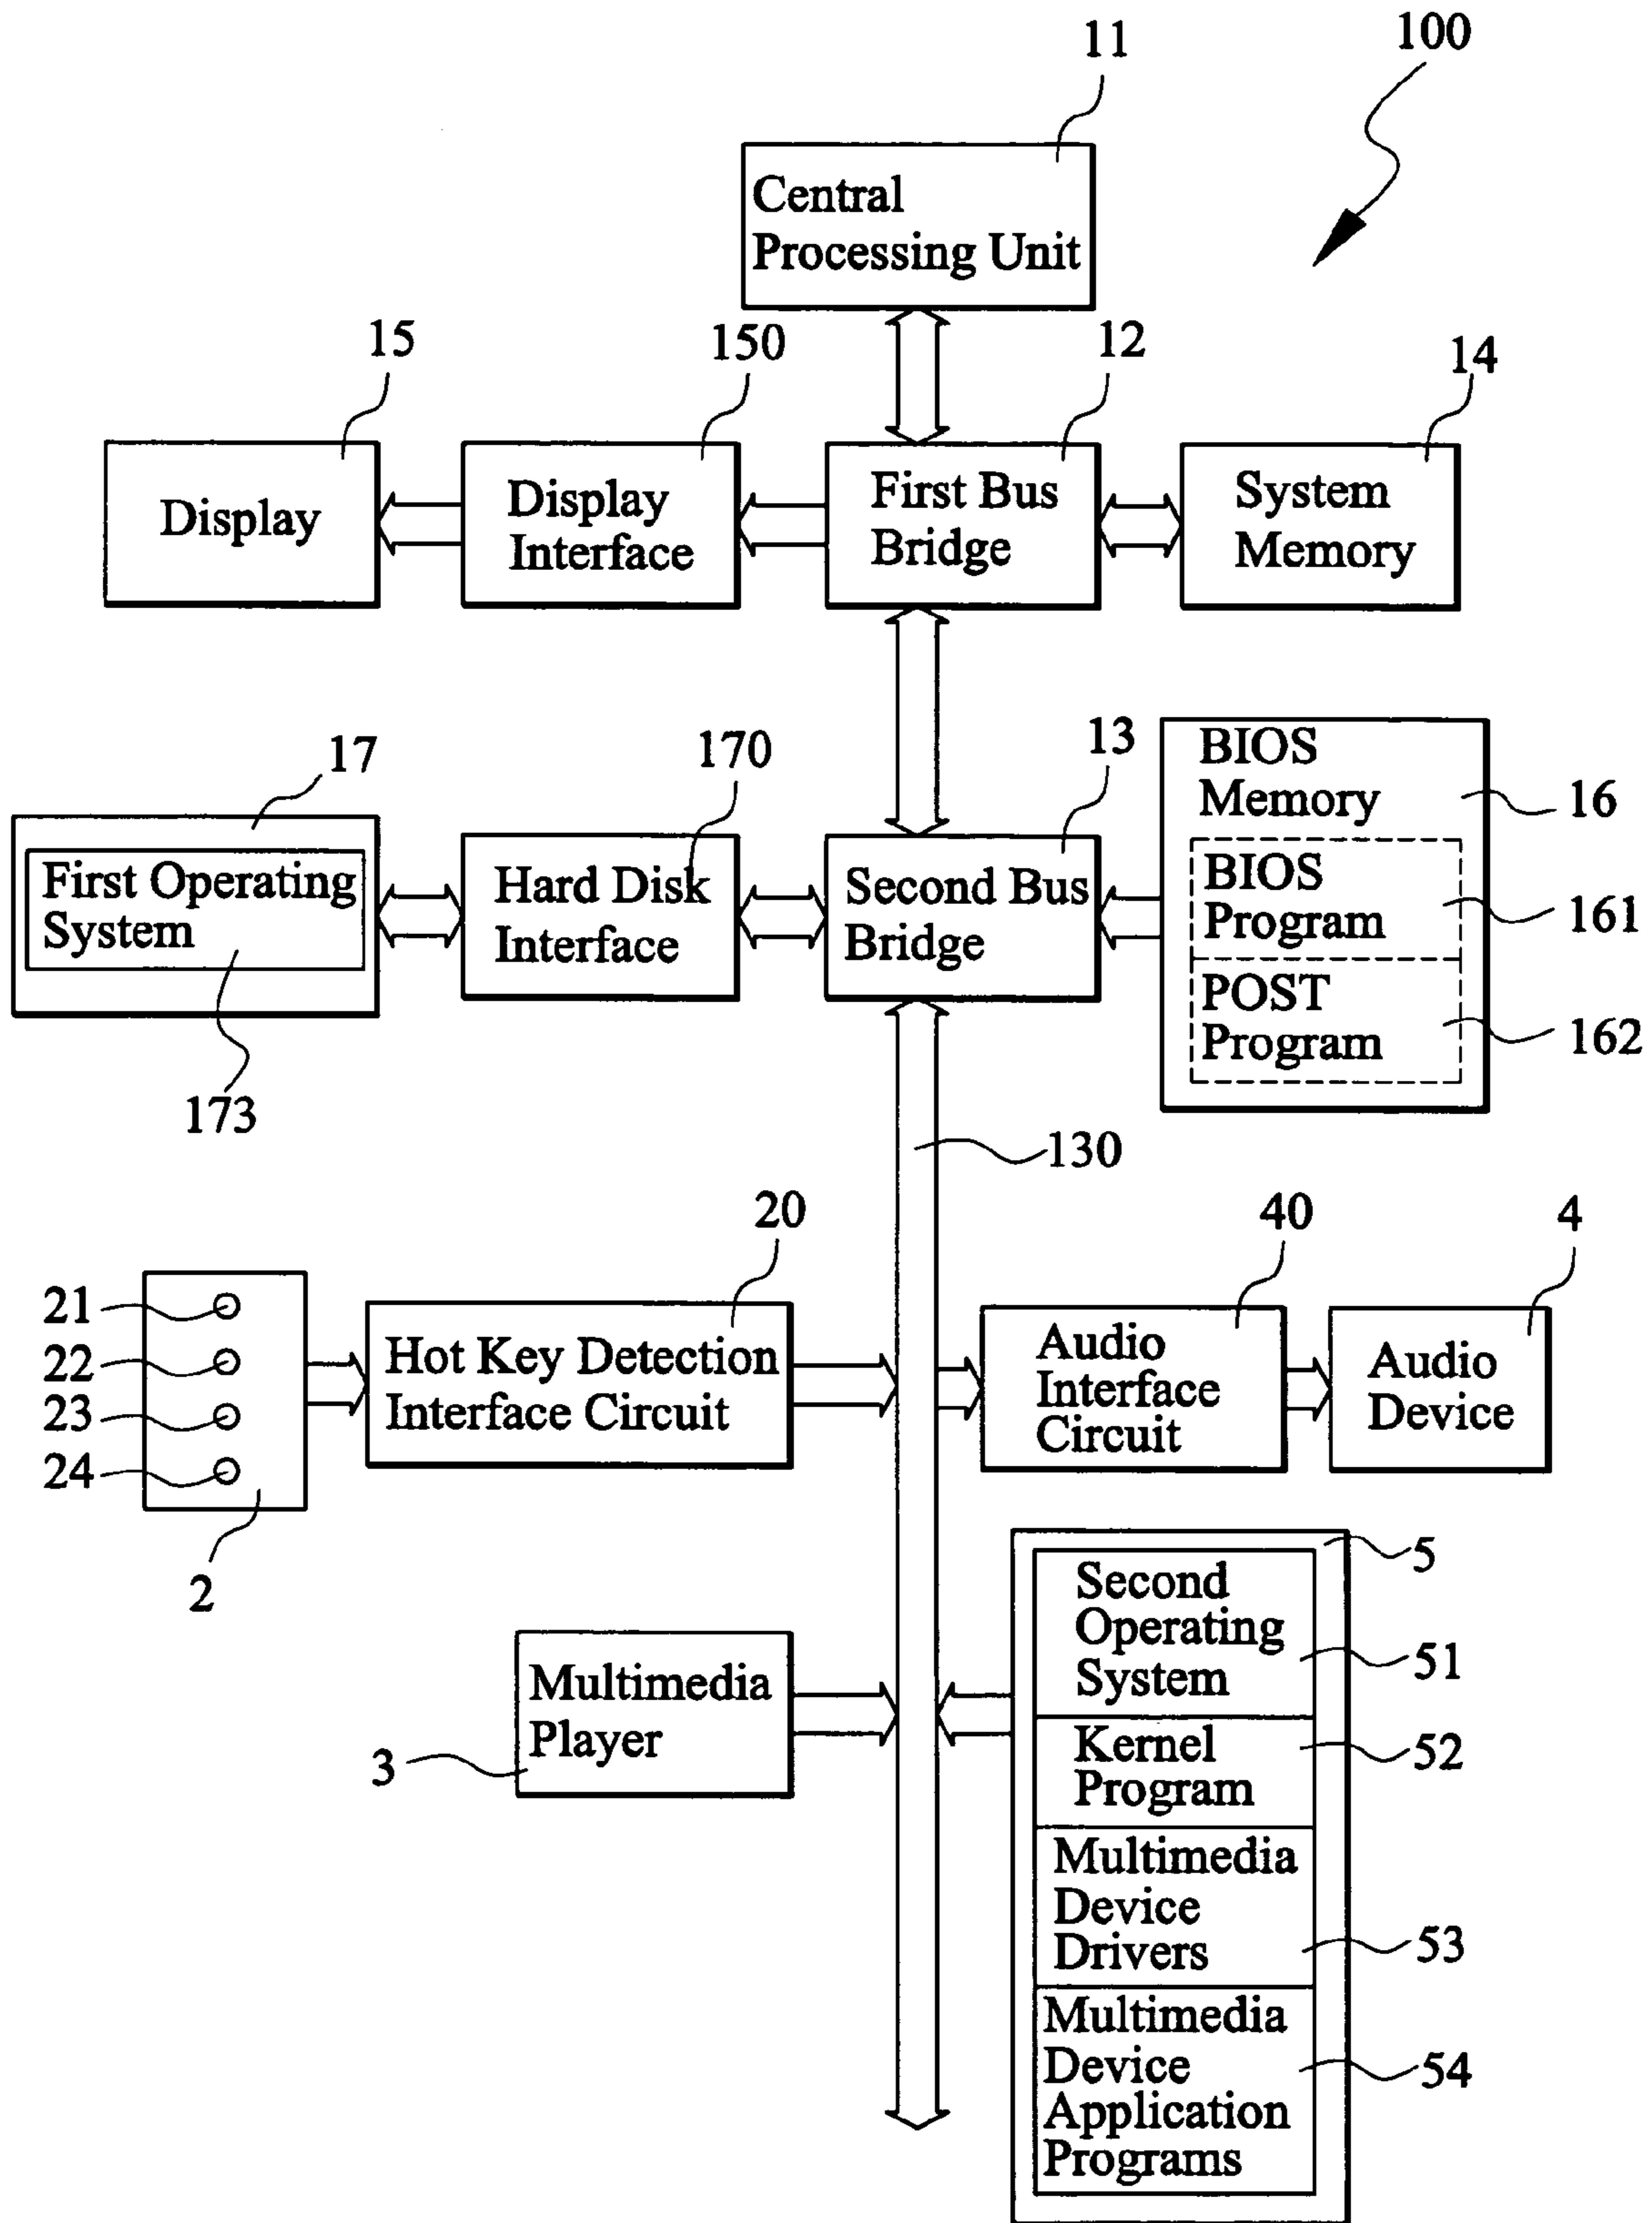 100
11
Central
Processing Unit
15
150
12
14
Display
Display
Interface
First Bus
Bridge
System
Memory
17
170
13
BIOS
Memory
16
First Operating
System
Hard Disk
Interface
Second Bus
Bridge
BIOS
Program
161
POST
Program
162
173
130
20
40
4
21
22
23
24
Hot Key Detection
Interface Circuit
Audio
Interface
Circuit
Audio
Device
2
5
Second
Operating
System
51
Multimedia
Player
3
Kernel
Program
52
Multimedia
Device
Drivers
53
Multimedia
Device
Application
Programs
54